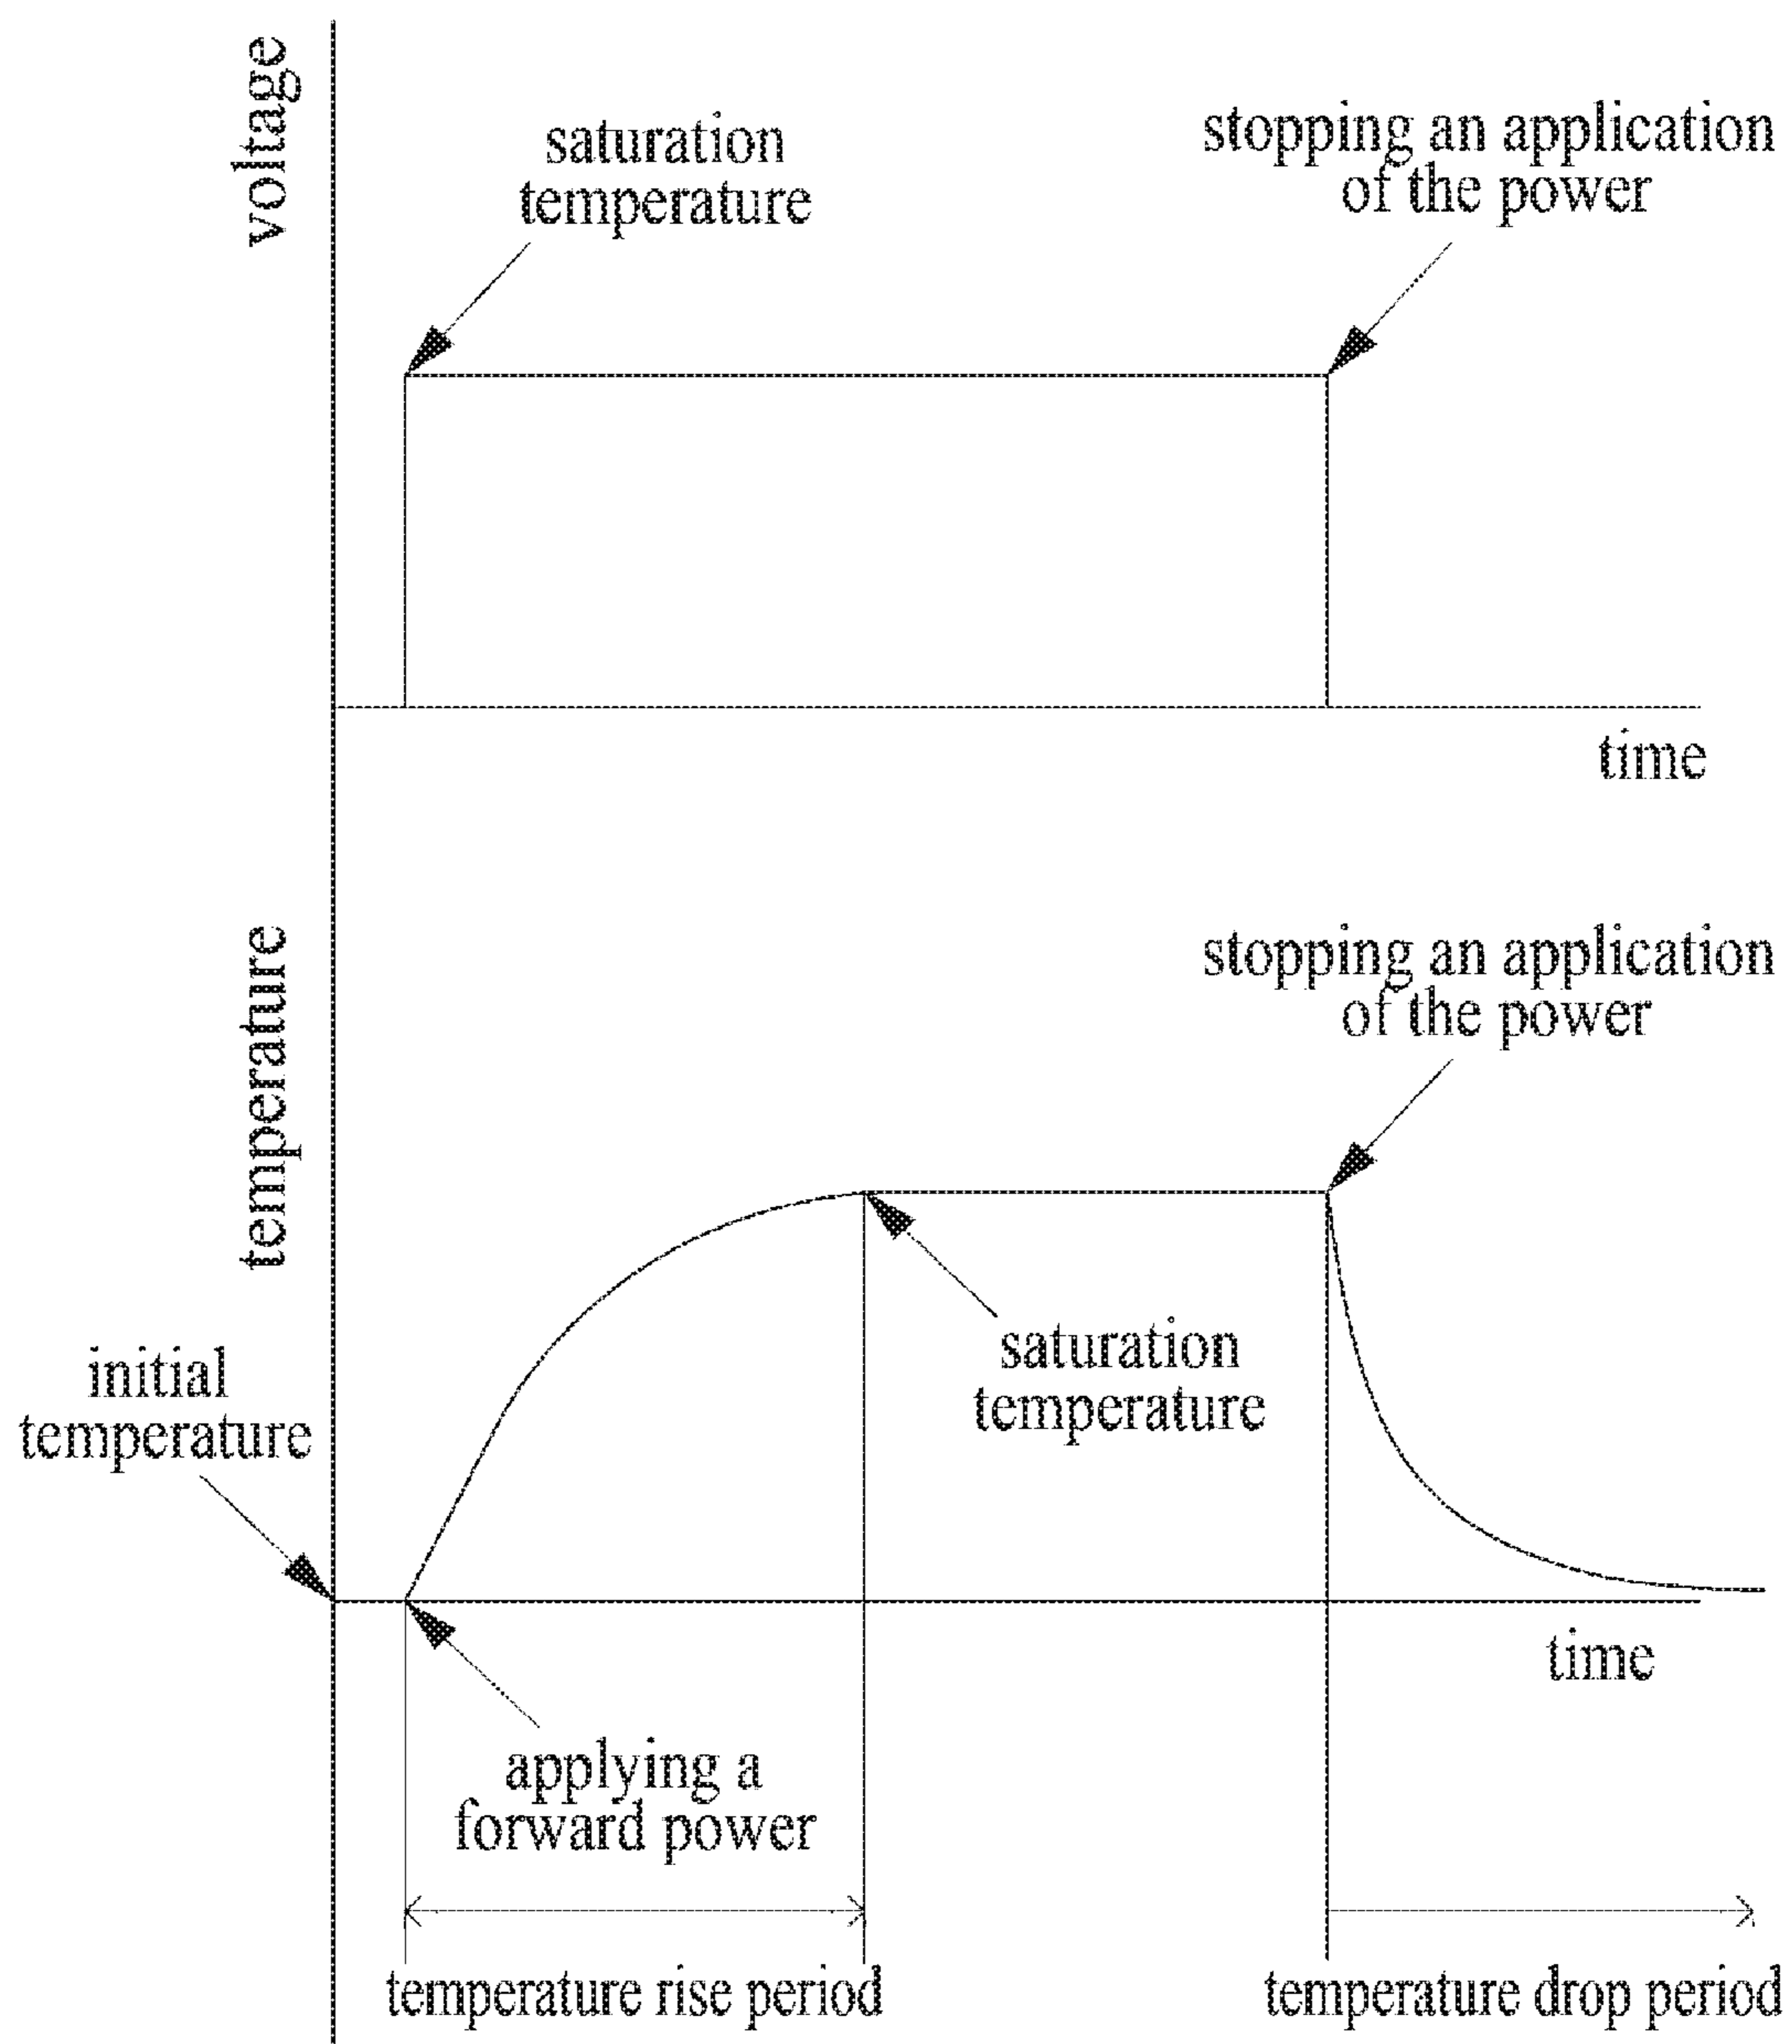 voltage
saturation
temperature
stopping an application
of the power
time
temperature
stopping an application
of the power
saturation
temperature
initial
temperature
time
applying a
forward power
temperature rise period
temperature drop period